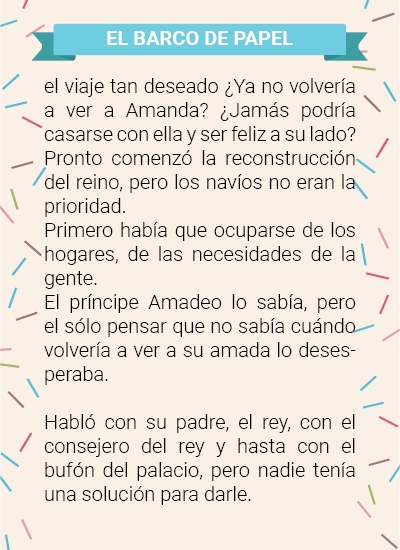 EL BARCO DE PAPEL
el viaje tan deseado ¿Ya no volvería
a ver a Amanda? ¿Jamás podría
casarse con ella y ser feliz a su lado?
Pronto comenzó la reconstrucción
del reino, pero los navíos no eran la
prioridad.
Primero había que ocuparse de los
hogares, de las necesidades de la
gente.
El príncipe Amadeo lo sabía, pero
el sólo pensar que no sabía cuándo
volvería a ver a su amada lo deses-
peraba.
Habló con su padre, el rey, con el
consejero del rey y hasta con el
bufón del palacio, pero nadie tenía
una solución para darle.